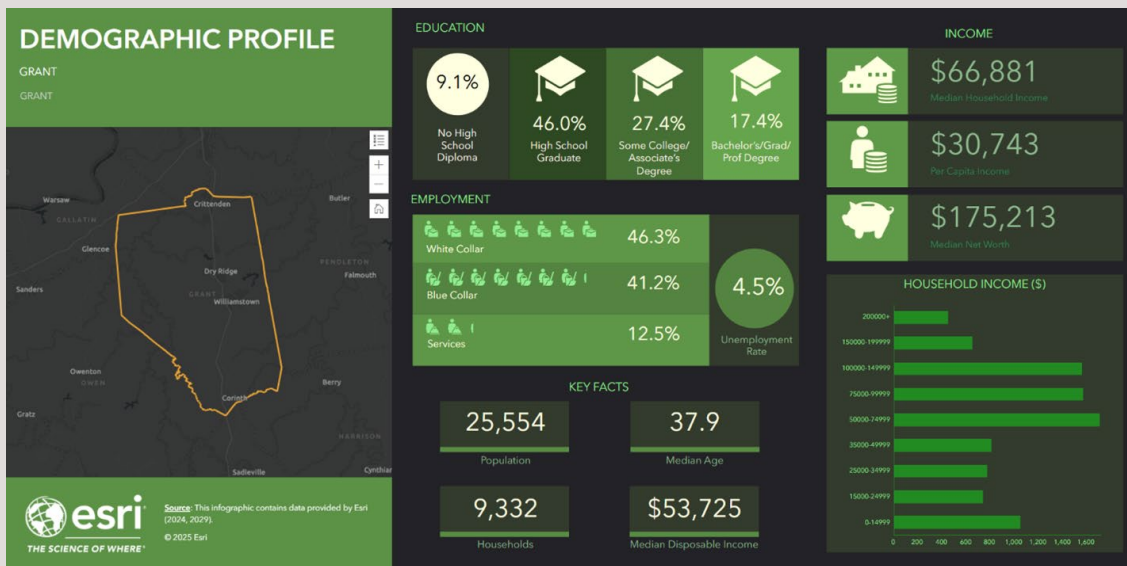 DEMOGRAPHIC PROFILE
GRANT
GRANT
Warsaw
GALLATIN
Glencoe
Sanders
Crittenden
Butler
PENDLETON
Falmouth
Dry Ridge
GRANT
Williamstown
Owenton
OWEN
Berry
Corinth
Gratz
HARRISON
Sadieville
Cynthian
esri
THE SCIENCE OF WHERE®
Source: This infographic contains data provided by Esri
(2024, 2029).
© 2025 Esri
EDUCATION
9.1%
No High
School
Diploma
46.0%
High School
Graduate
27.4%
Some College/
Associate's
Degree
17.4%
Bachelor's/Grad/
Prof Degree
EMPLOYMENT
White Collar
46.3%
Blue Collar
41.2%
Services
12.5%
4.5%
Unemployment
Rate
KEY FACTS
25,554
Population
37.9
Median Age
9,332
Households
$53,725
Median Disposable Income
INCOME
$66,881
Median Household Income
$30,743
Per Capita Income
$175,213
Median Net Worth
HOUSEHOLD INCOME ($)
200000+
150000-199999
100000-149999
75000-99999
50000-74999
35000-49999
25000-34999
15000-24999
0-14999
0 200 400 600 800 1,000 1,200 1,400 1,600